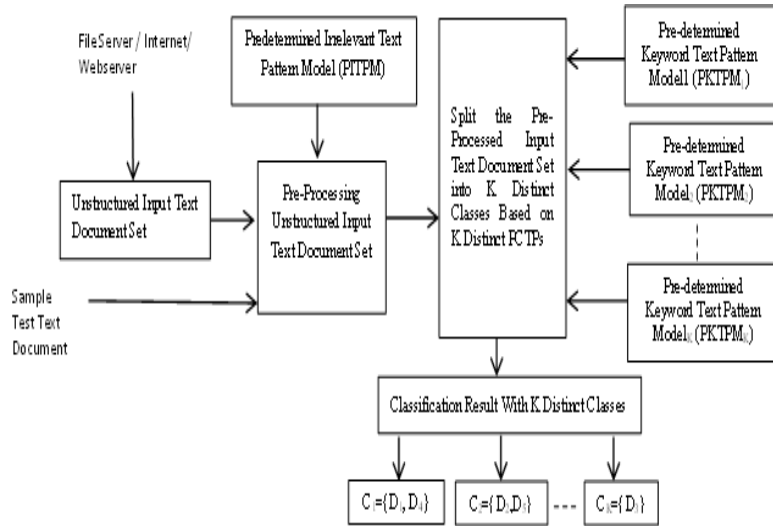 FileServer / Internet/
Webserver
Predetermined Irrelevant Text
Pattern Model (PITPM)
Unstructured Input Text
Document Set
Pre-Processing
Unstructured Input
Text Document Set
Sample
Test Text
Document
Split the Pre-
Processed Input
Text Document Set
into K Distinct
Classes Based on
K Distinct FCTPs
Pre-determined
Keyword Text Pattern
Model1 (PKTPM₁)
Pre-determined
Keyword Text Pattern
Model₂ (PKTPM₂)
Pre-determined
Keyword Text Pattern
Modelₖ (PKTPMₖ)
Classification Result With K Distinct Classes
C₁={D₁, D₄}
C₂={D₂,D₅}
Cₖ={D₃}